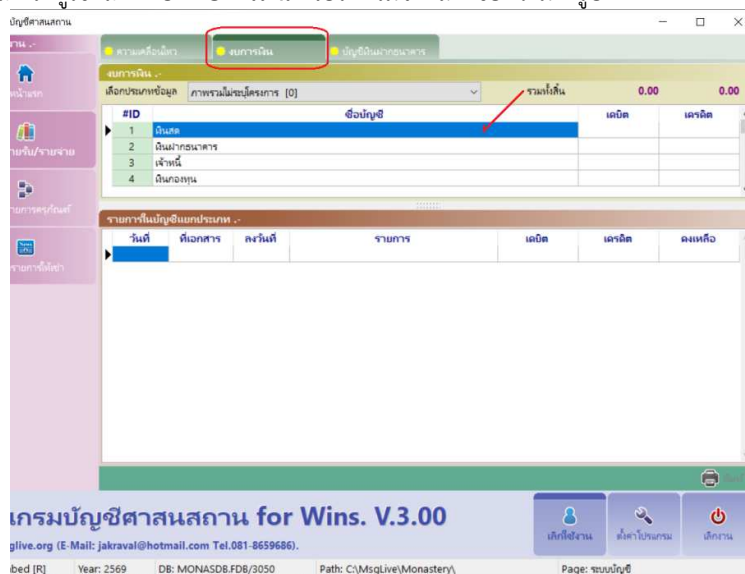 บัญชีศาสนสถาน
งาน .-
ความเคลื่อนไหว
งบการเงิน
บัญชีเงินฝากธนาคาร
หน้าแรก
รายรับ/รายจ่าย
รายการครุภัณฑ์
รายการให้เช่า
งบการเงิน .-
เลือกประเภทข้อมูล ภาพรวมไม่ระบุโครงการ [0] รวมทั้งสิ้น 0.00 0.00
#ID ชื่อบัญชี เดบิต เครดิต
1 เงินสด
2 เงินฝากธนาคาร
3 เจ้าหนี้
4 เงินกองทุน
รายการในบัญชีแยกประเภท .-
วันที่ ที่เอกสาร ลงวันที่ รายการ เดบิต เครดิต คงเหลือ
แกรมบัญชีศาสนสถาน for Wins. V.3.00
glive.org (E-Mail: jakraval@hotmail.com Tel.081-8659686).
เลิกใช้งาน
ตั้งค่าโปรแกรม
เลิกงาน
bed [R] Year: 2569 DB: MONASDB.FDB/3050 Path: C:\MsgLive\Monastery\ Page: ระบบบัญชี